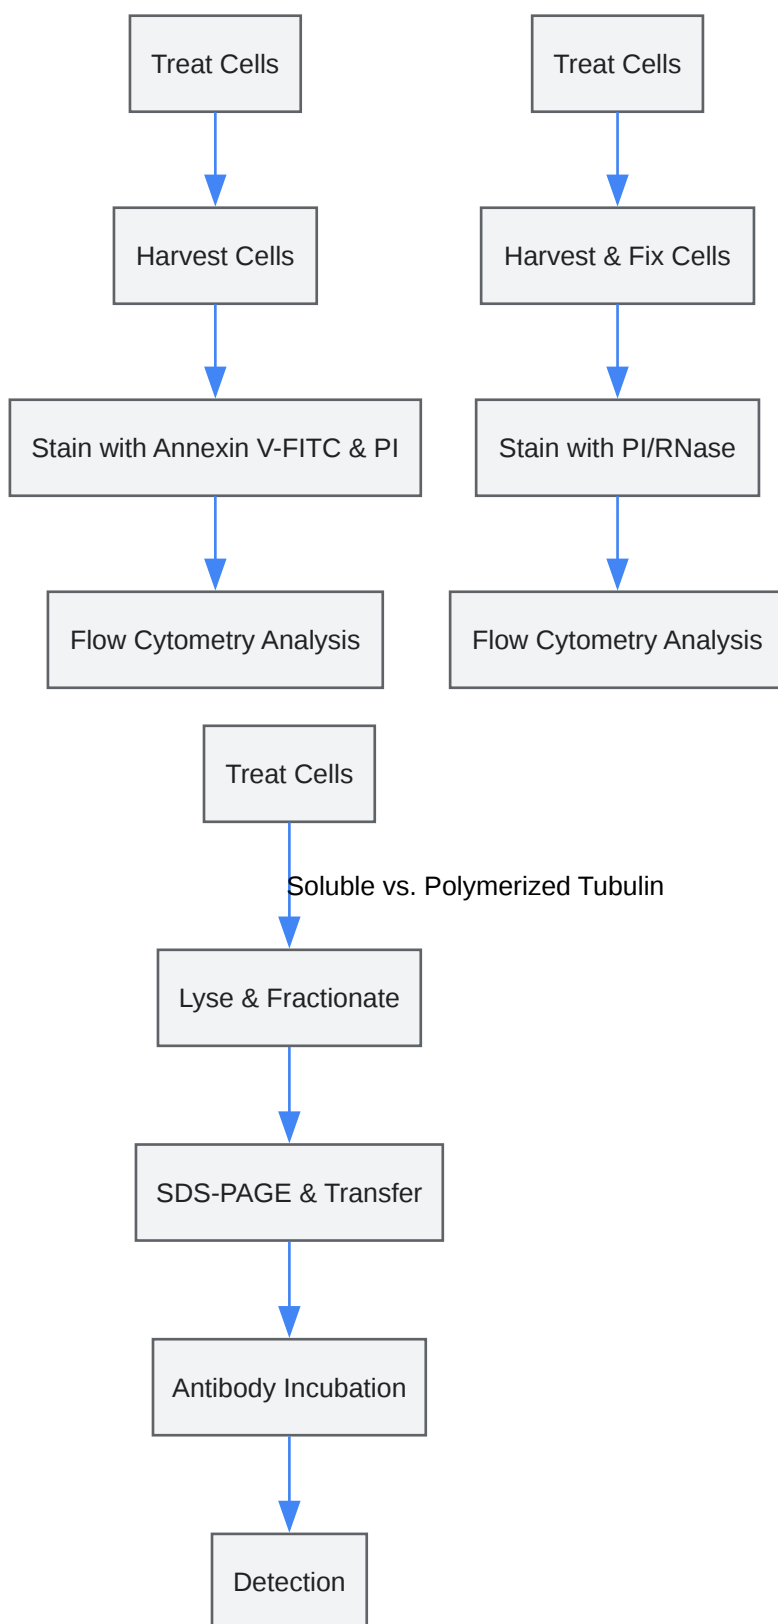 Treat Cells
Harvest Cells
Stain with Annexin V-FITC & PI
Flow Cytometry Analysis
Treat Cells
Harvest & Fix Cells
Stain with PI/RNase
Flow Cytometry Analysis
Treat Cells
Soluble vs. Polymerized Tubulin
Lyse & Fractionate
SDS-PAGE & Transfer
Antibody Incubation
Detection